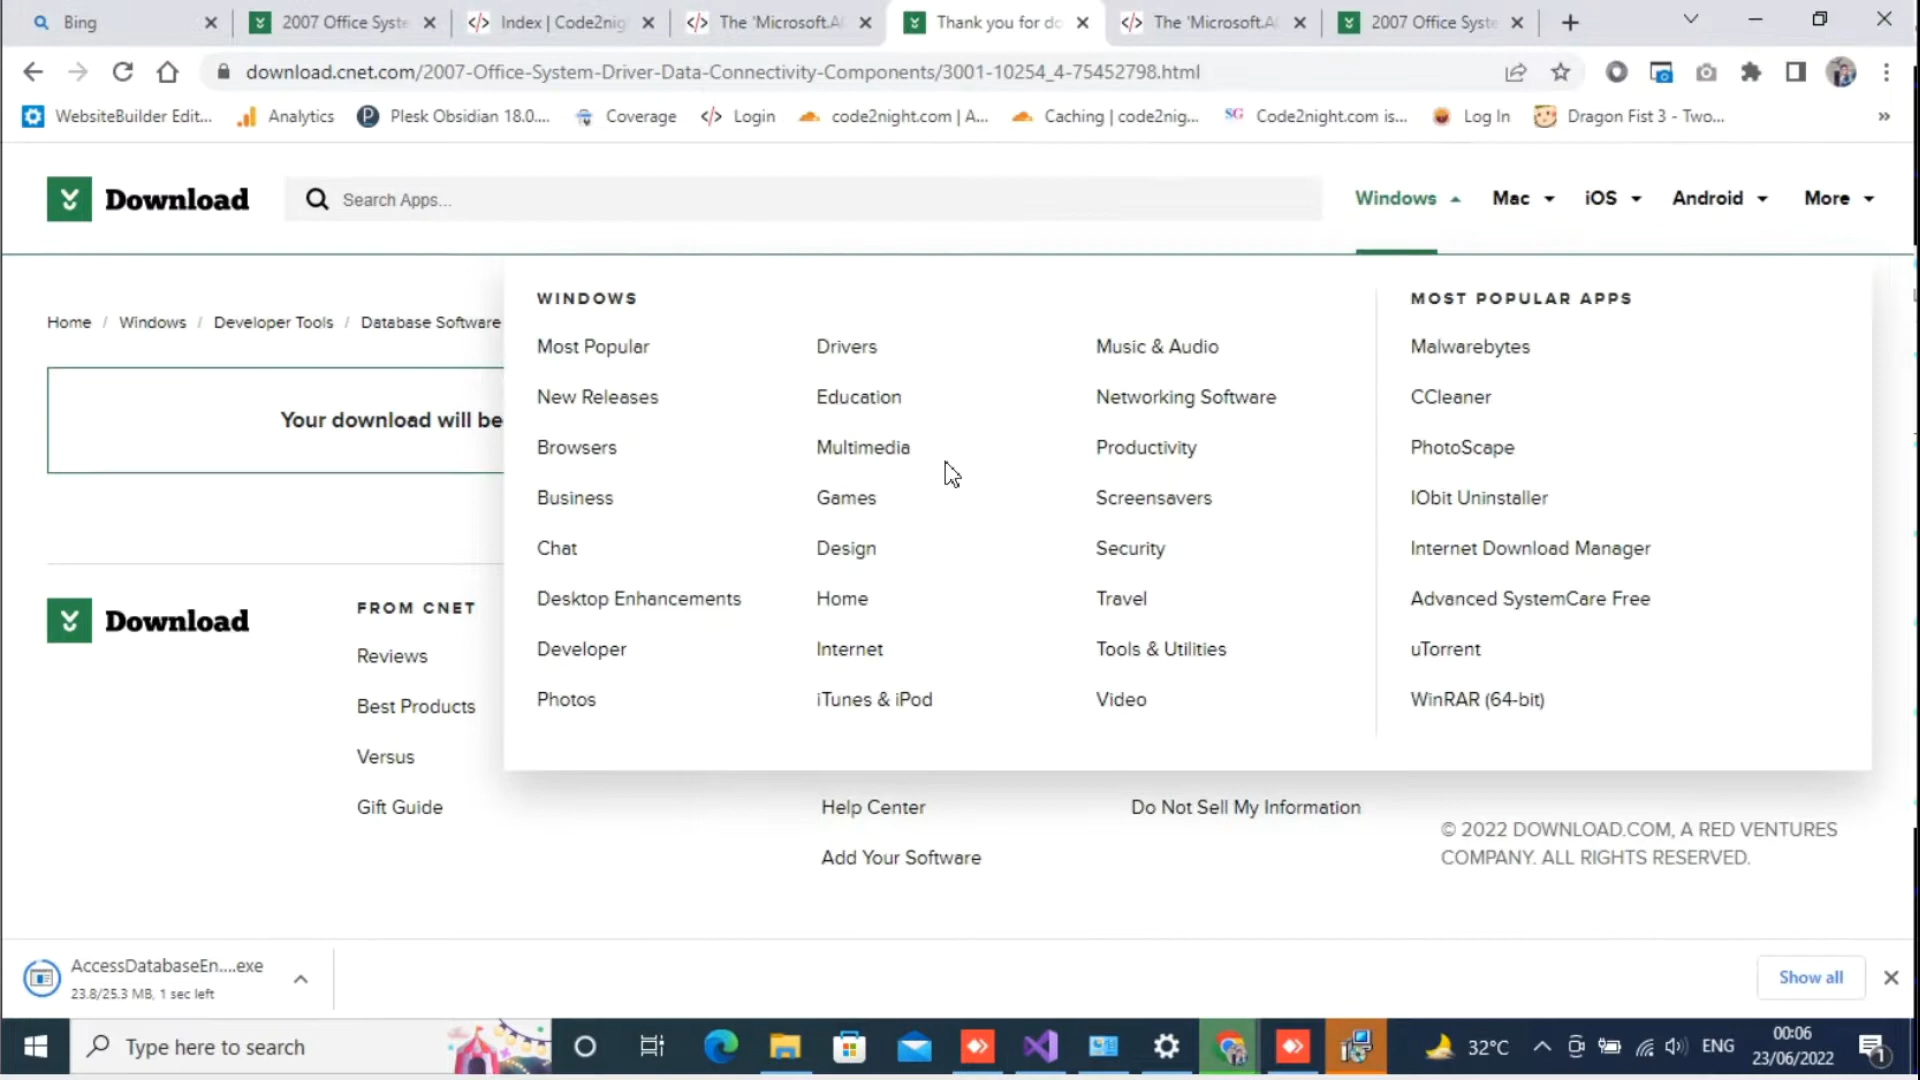 Bing
2007 Office Syste
Index | Code2nig
The 'Microsoft.A
Thank you for do
The 'Microsoft.A
2007 Office Syste
download.cnet.com/2007-Office-System-Driver-Data-Connectivity-Components/3001-10254_4-75452798.html
WebsiteBuilder Edit...
Analytics
Plesk Obsidian 18.0....
Coverage
Login
code2night.com | A...
Caching | code2nig...
SG Code2night.com is...
Log In
Dragon Fist 3 - Two...
»
Download
Search Apps...
Windows
Mac
iOS
Android
More
Home / Windows / Developer Tools / Database Software
Your download will be
WINDOWS
Most Popular
New Releases
Browsers
Business
Chat
Desktop Enhancements
Developer
Photos
Drivers
Education
Multimedia
Games
Design
Home
Internet
iTunes & iPod
Music & Audio
Networking Software
Productivity
Screensavers
Security
Travel
Tools & Utilities
Video
MOST POPULAR APPS
Malwarebytes
CCleaner
PhotoScape
IObit Uninstaller
Internet Download Manager
Advanced SystemCare Free
uTorrent
WinRAR (64-bit)
Download
FROM CNET
Reviews
Best Products
Versus
Gift Guide
Help Center
Add Your Software
Do Not Sell My Information
© 2022 DOWNLOAD.COM, A RED VENTURES
COMPANY. ALL RIGHTS RESERVED.
AccessDatabaseEn....exe
23.8/25.3 MB, 1 sec left
Show all
Type here to search
32°C
ENG
00:06
23/06/2022
1